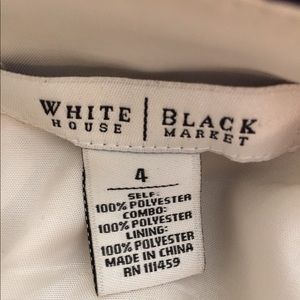 WHITE | BLACK
HOUSE | MARKET
4
SELF:
100% POLYESTER
COMBO:
100% POLYESTER
LINING:
100% POLYESTER
MADE IN CHINA
RN 111459